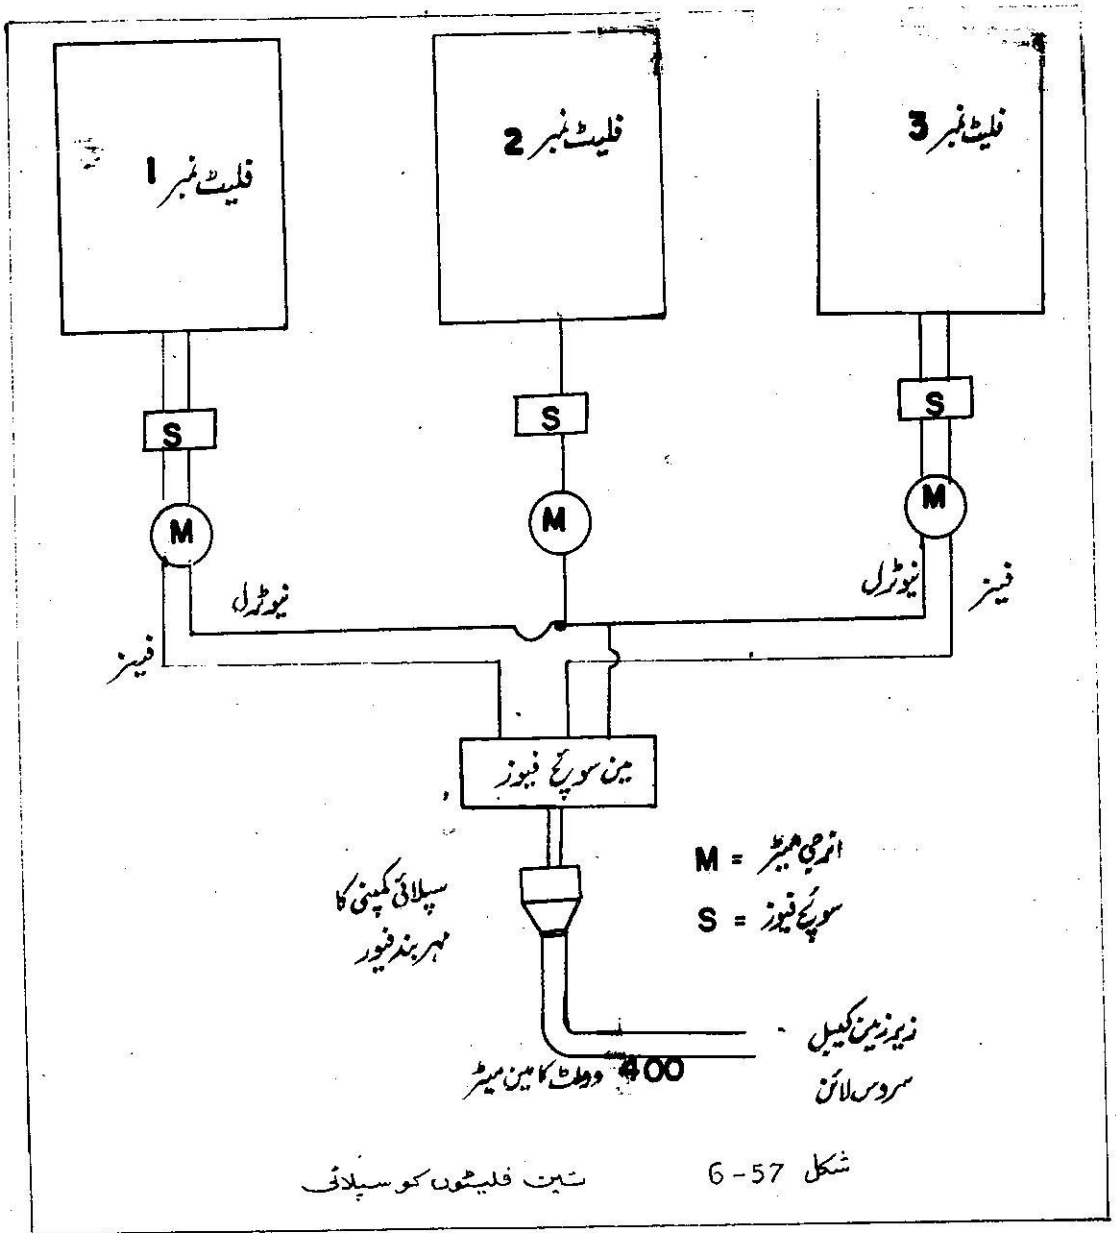 فلیٹ نمبر 1
فلیٹ نمبر 2
فلیٹ نمبر 3
S
S
S
M
M
M
نیوٹرل
فیز
نیوٹرل
فیز
مین سوئچ فیوز
M = انرجی میٹر
S = سوئچ فیوز
سپلائی کمپنی کا
مہر بند فیوز
زیر زمین کیبل
سروس لائن
400 وولٹ کا مین میٹر
شکل 57-6 تین فلیٹوں کو سپلائی